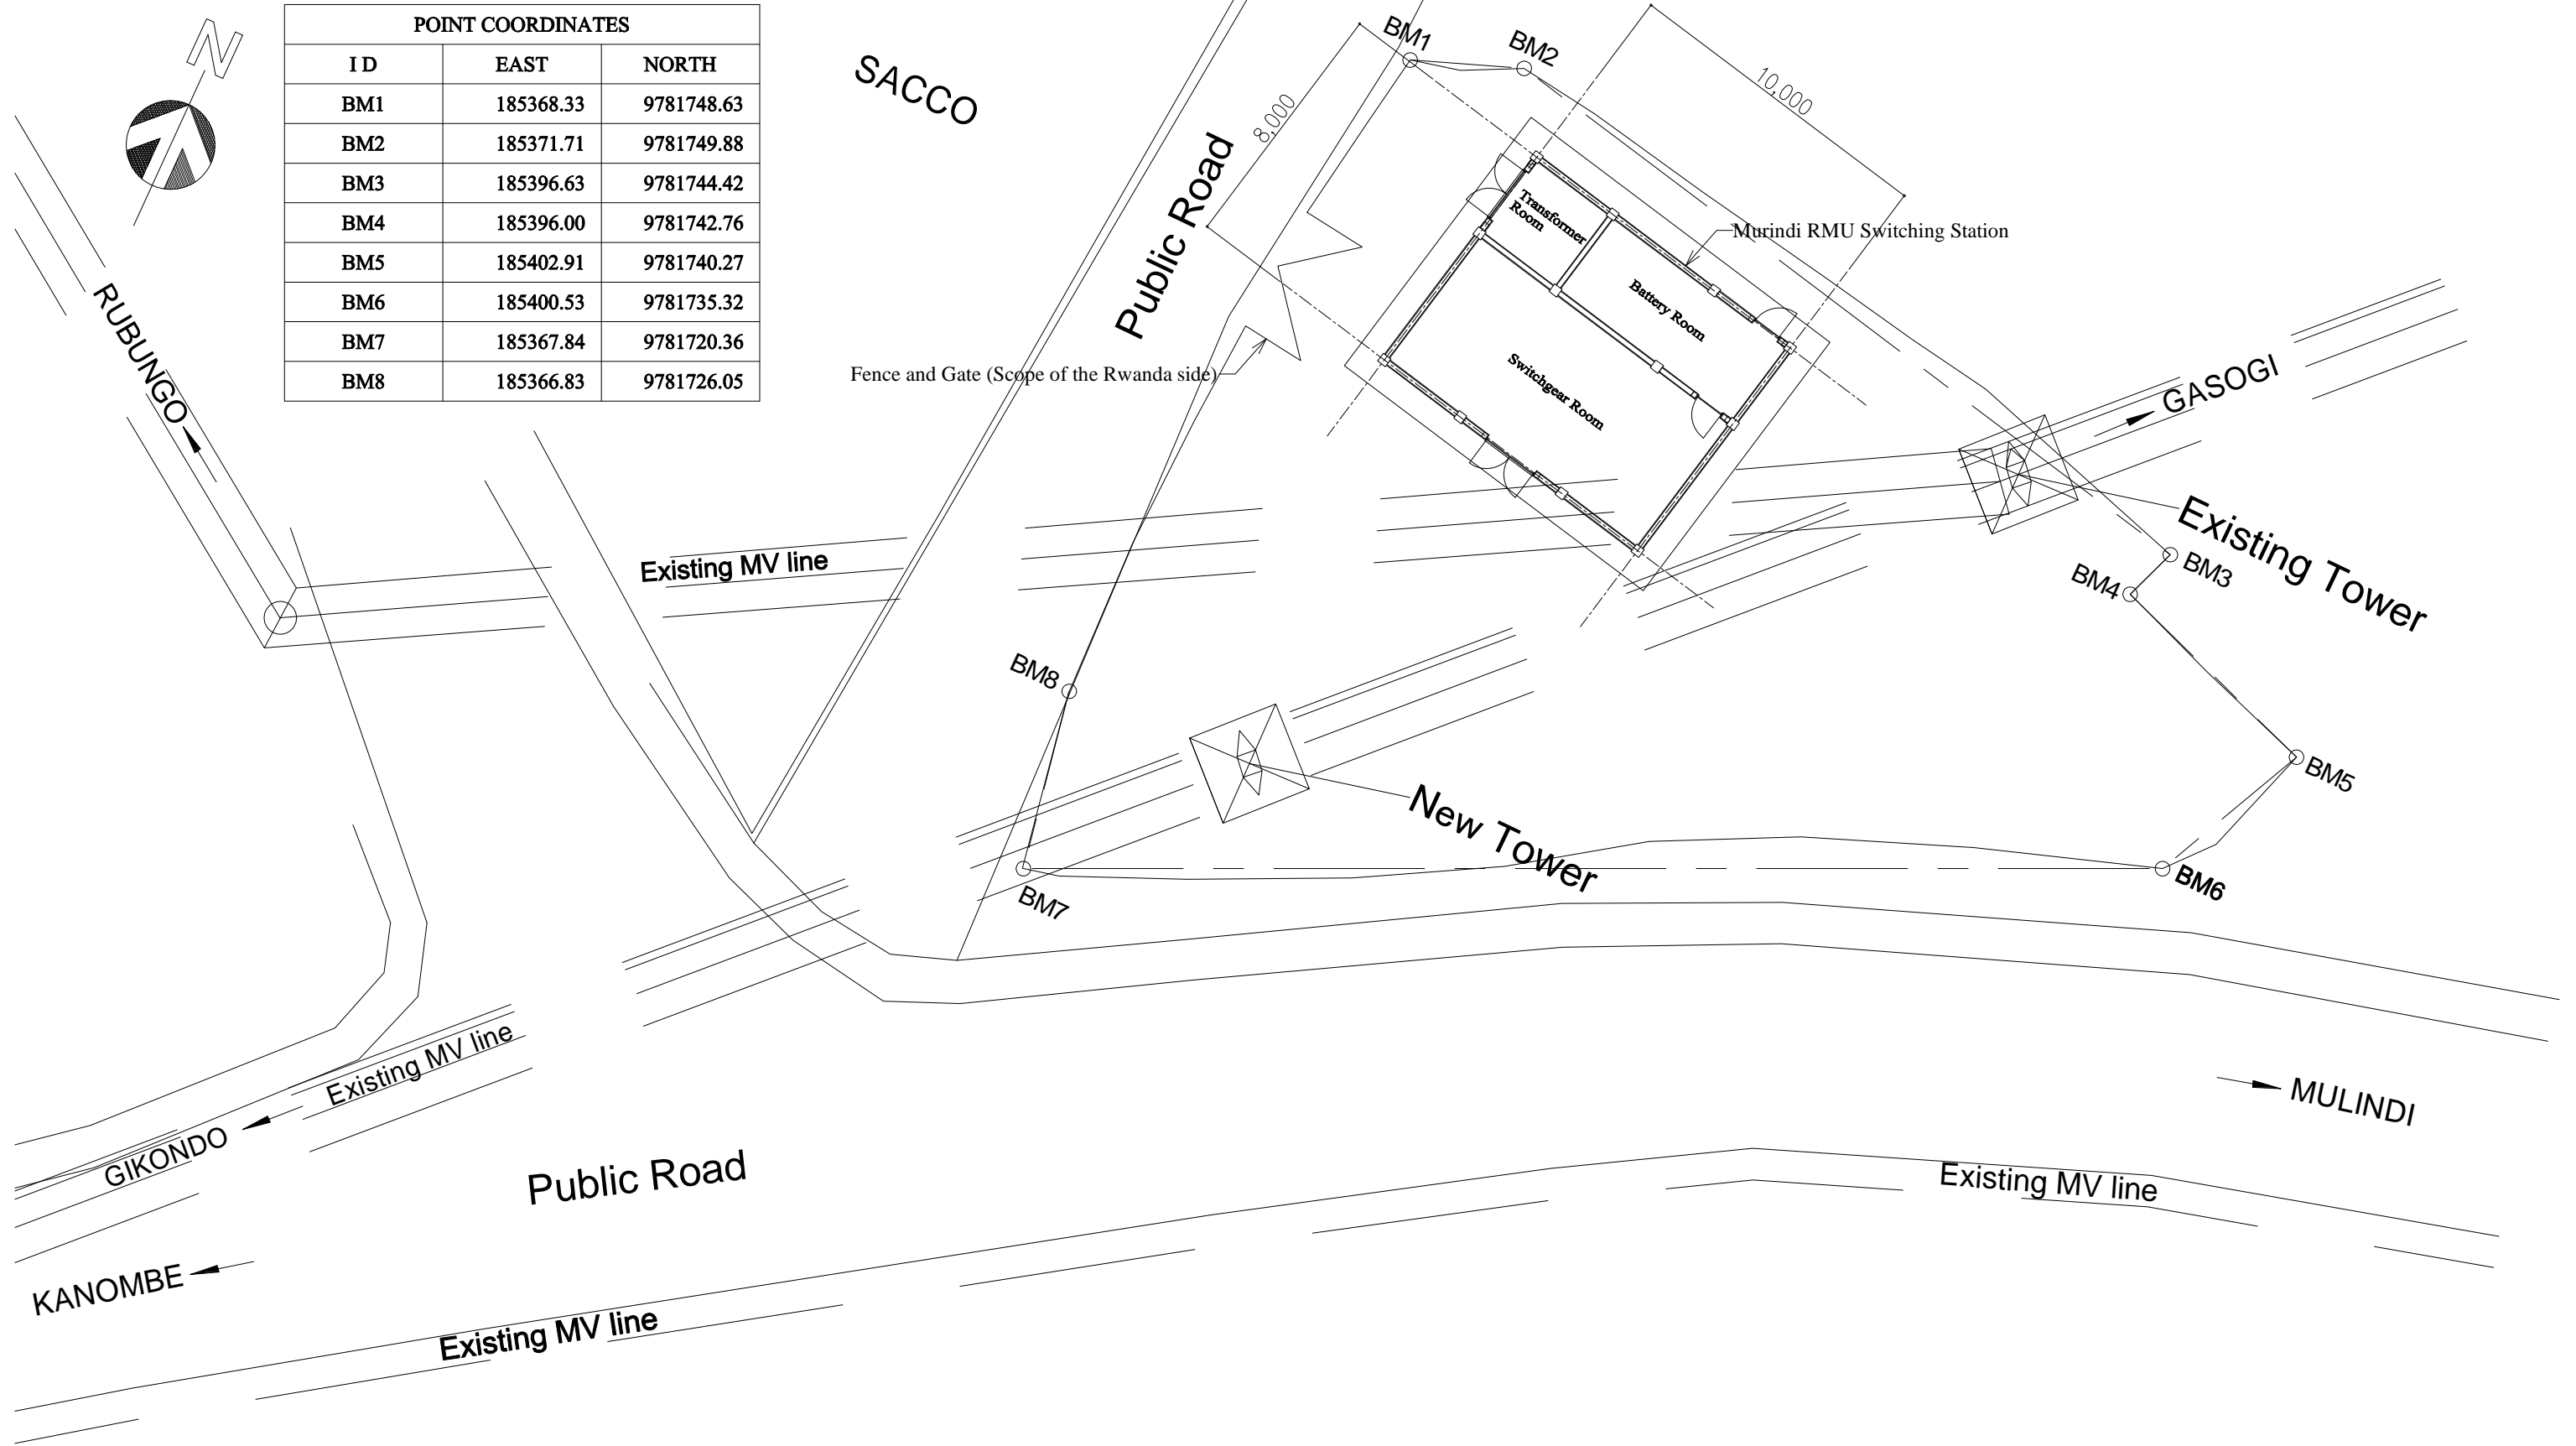 N
POINT COORDINATES
I D EAST NORTH
BM1 185368.33 9781748.63
BM2 185371.71 9781749.88
BM3 185396.63 9781744.42
BM4 185396.00 9781742.76
BM5 185402.91 9781740.27
BM6 185400.53 9781735.32
BM7 185367.84 9781720.36
BM8 185366.83 9781726.05
SACCO
BM1
BM2
10,000
8,000
Public Road
Transformer
Room
Murindi RMU Switching Station
Battery Room
Switchgear Room
Fence and Gate (Scope of the Rwanda side)
RUBUNGO
GASOGI
Existing Tower
Existing MV line
BM3
BM4
BM8
BM5
New Tower
BM6
BM7
Existing MV line
GIKONDO
MULINDI
Public Road
Existing MV line
KANOMBE
Existing MV line